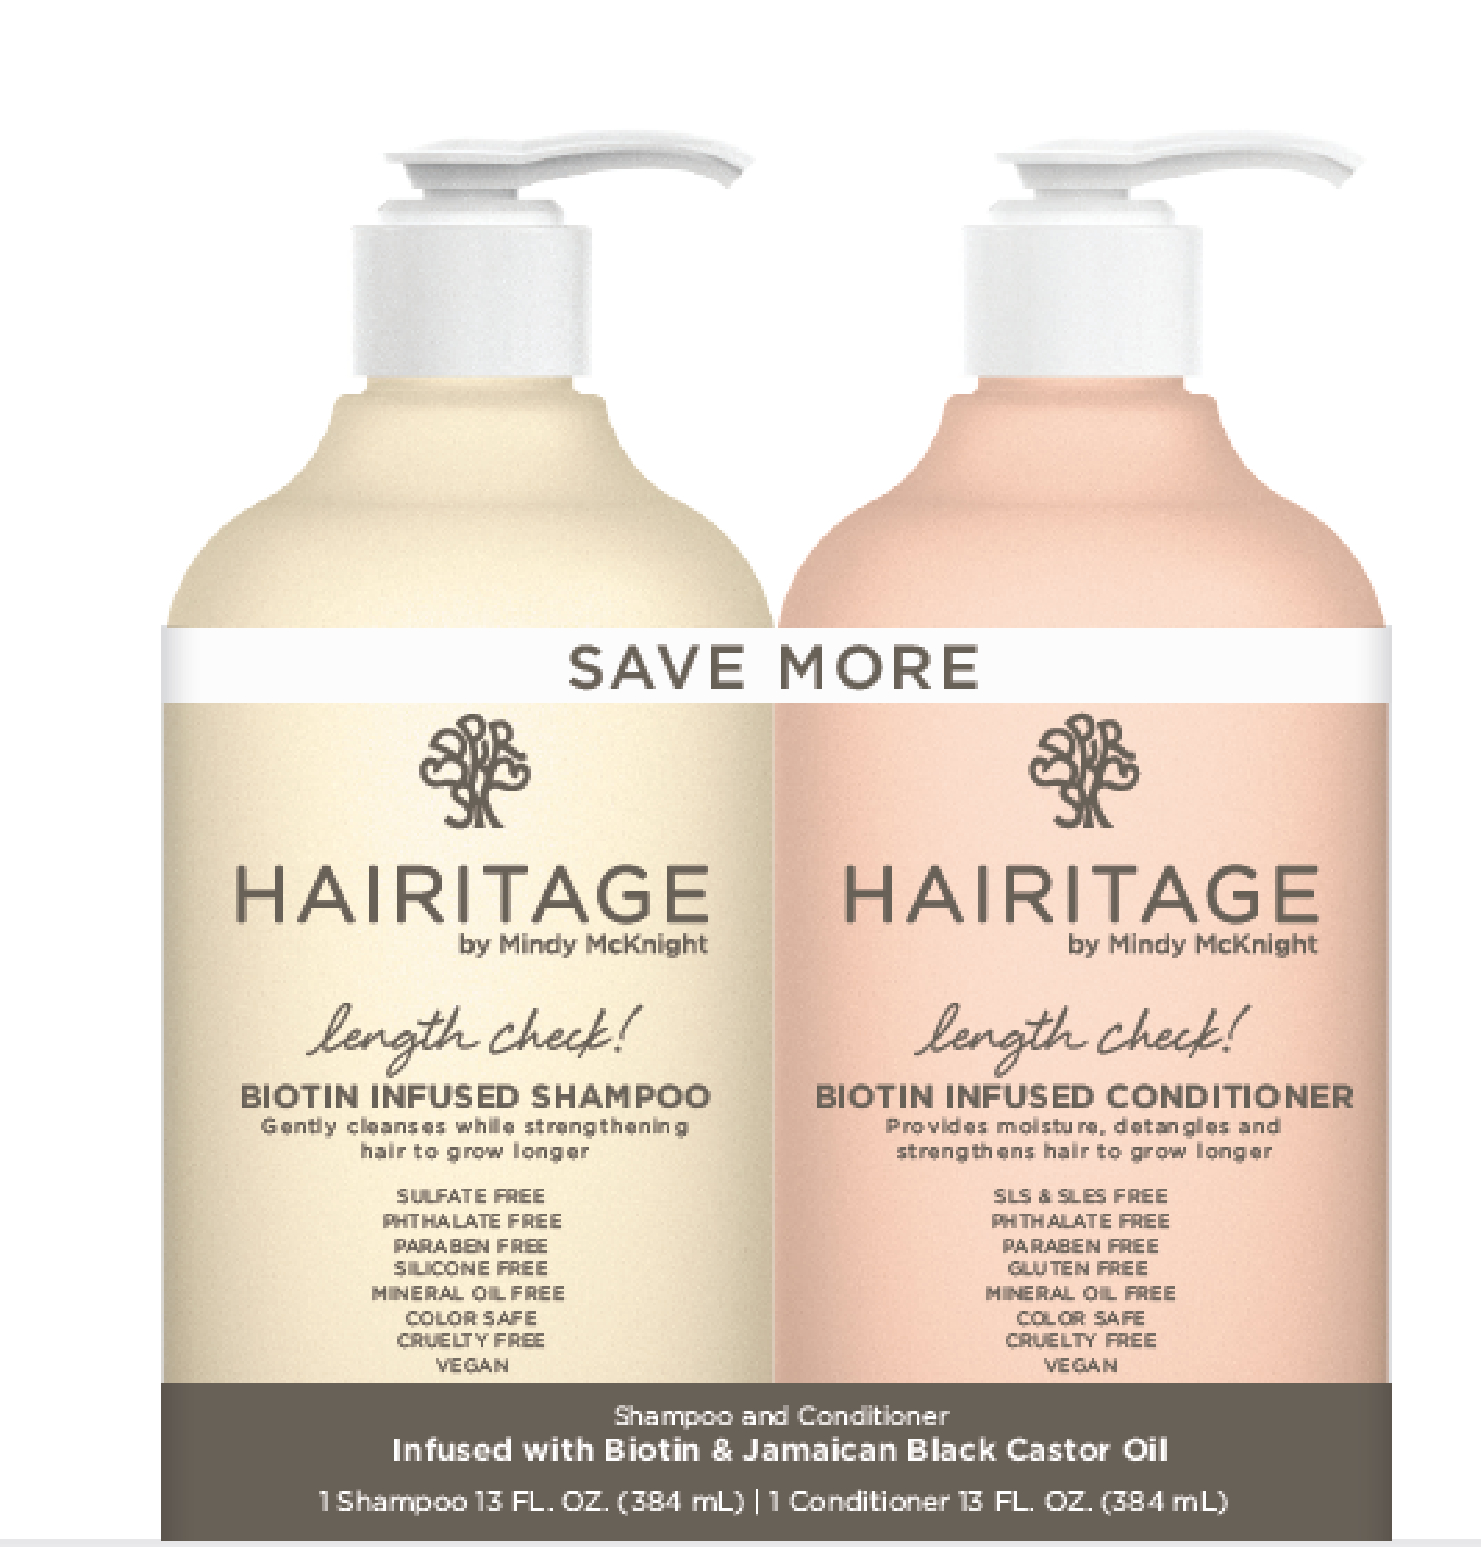 SAVE MORE
HAIRITAGE
by Mindy McKnight
length check!
BIOTIN INFUSED SHAMPOO
Gently cleanses while strengthening
hair to grow longer
SULFATE FREE
PHTHALATE FREE
PARABEN FREE
SILICONE FREE
MINERAL OIL FREE
COLOR SAFE
CRUELTY FREE
VEGAN
HAIRITAGE
by Mindy McKnight
length check!
BIOTIN INFUSED CONDITIONER
Provides moisture, detangles and
strengthens hair to grow longer
SLS & SLES FREE
PHTHALATE FREE
PARABEN FREE
GLUTEN FREE
MINERAL OIL FREE
COLOR SAFE
CRUELTY FREE
VEGAN
Shampoo and Conditioner
Infused with Biotin & Jamaican Black Castor Oil
1 Shampoo 13 FL. OZ. (384 mL) | 1 Conditioner 13 FL. OZ. (384 mL)